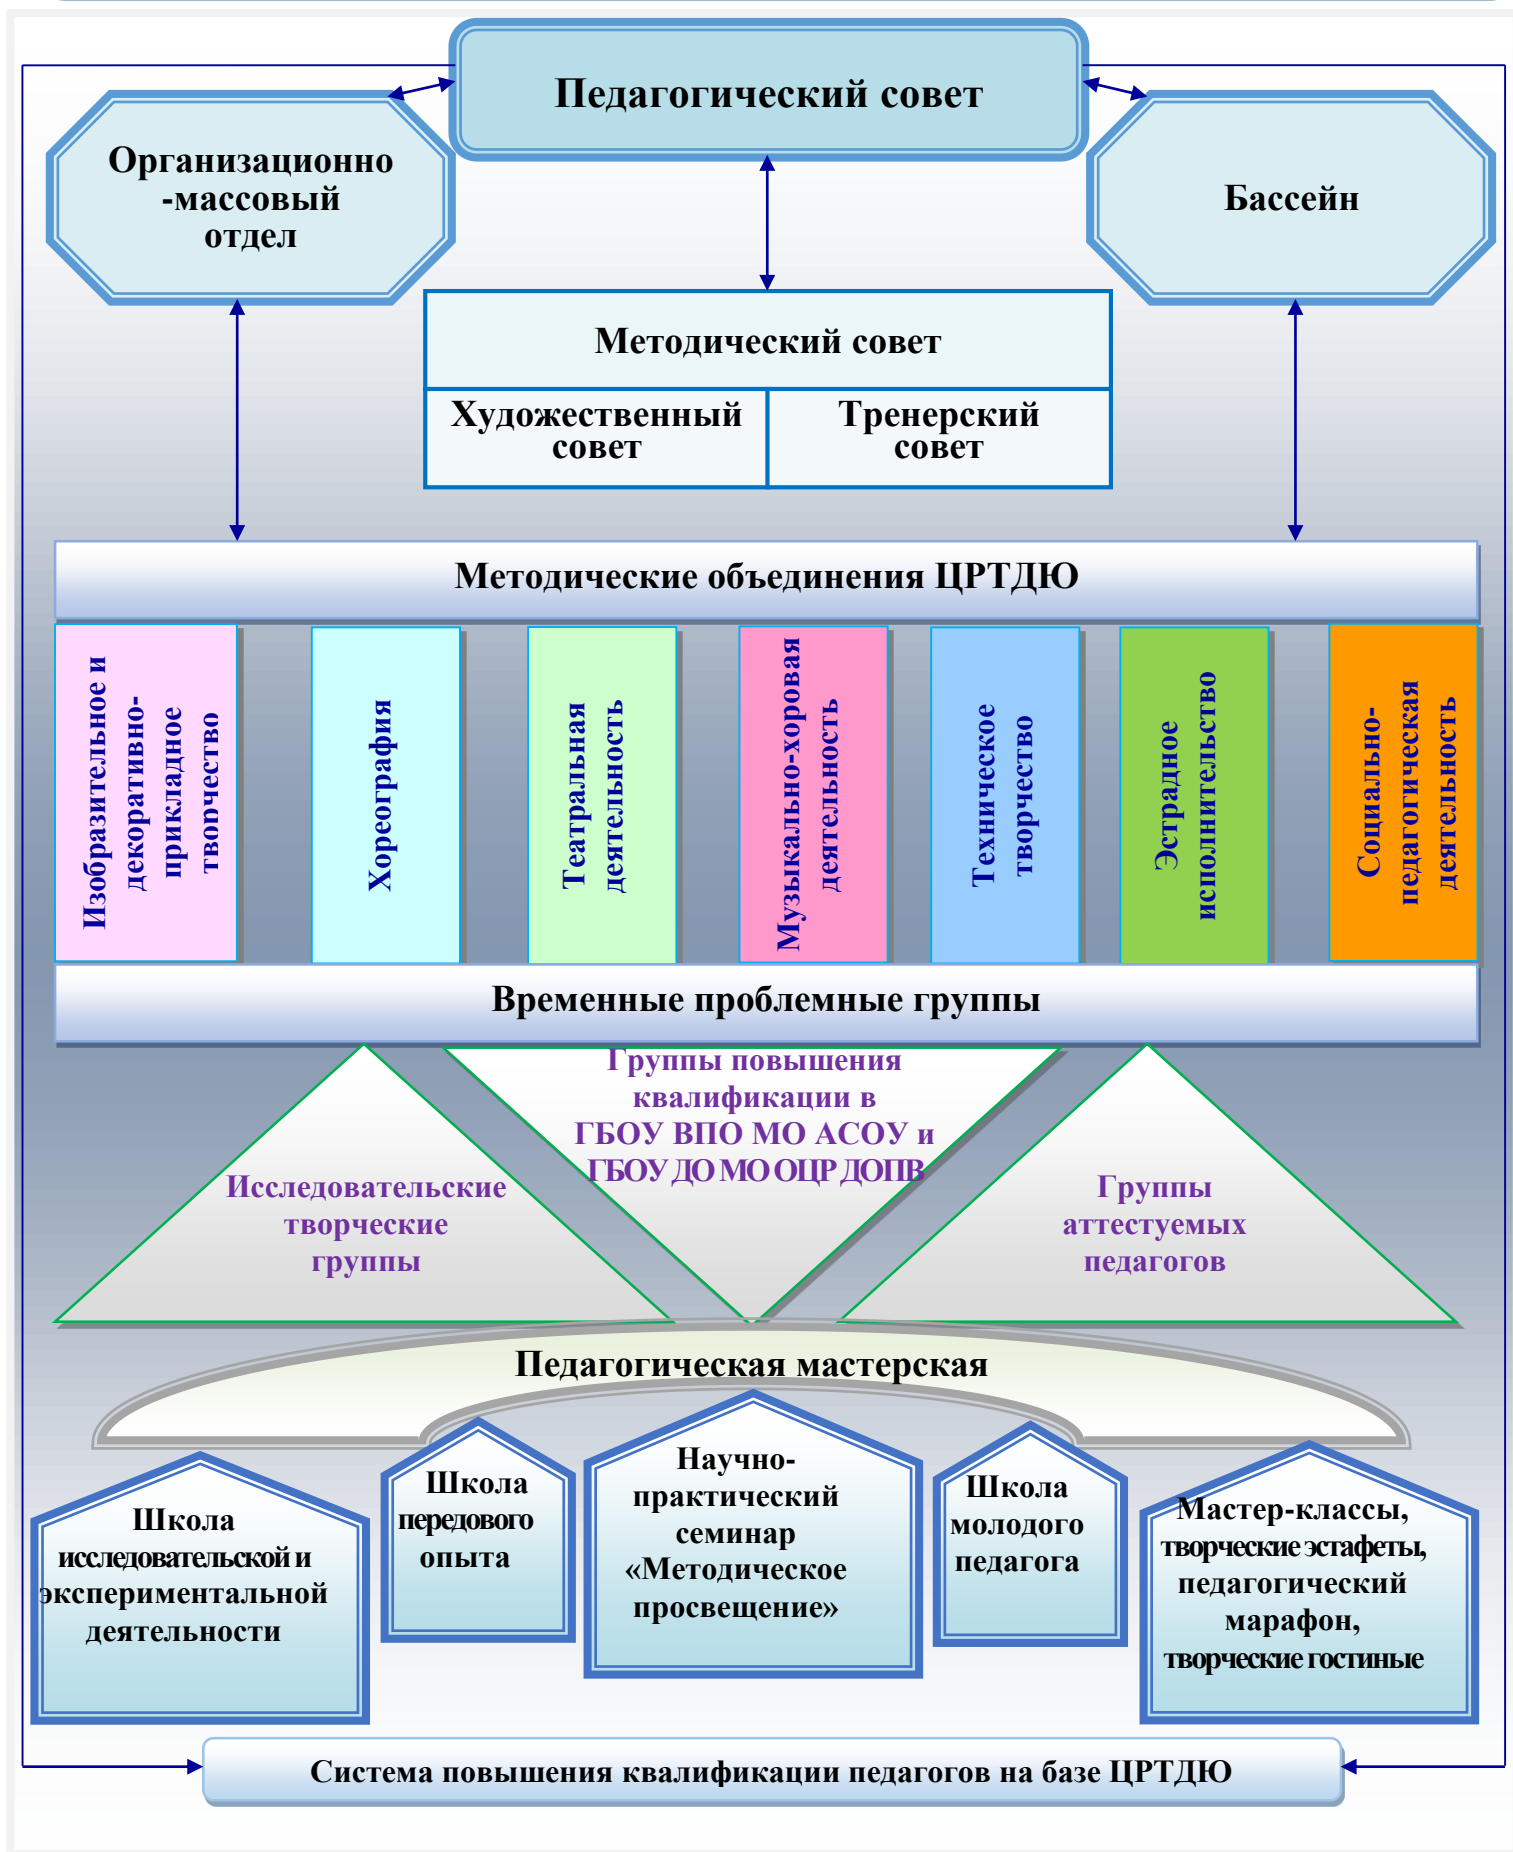 Педагогический совет
Организационно
-массовый
отдел
Бассейн
Методический совет
Художественный
совет
Тренерский
совет
Методические объединения ЦРТДЮ
Изобразительное и
декоративно-
прикладное
творчество
Хореография
Театральная
деятельность
Музыкально-хоровая
деятельность
Техническое
творчество
Эстрадное
исполнительство
Социально-
педагогическая
деятельность
Временные проблемные группы
Исследовательские
творческие
группы
Группы повышения
квалификации в
ГБОУ ВПО МО АСОУ и
ГБОУ ДО МО ОЦР ДОПВ
Группы
аттестуемых
педагогов
Педагогическая мастерская
Школа
исследовательской и
экспериментальной
деятельности
Школа
передового
опыта
Научно-
практический
семинар
«Методическое
просвещение»
Школа
молодого
педагога
Мастер-классы,
творческие эстафеты,
педагогический
марафон,
творческие гостиные
Система повышения квалификации педагогов на базе ЦРТДЮ